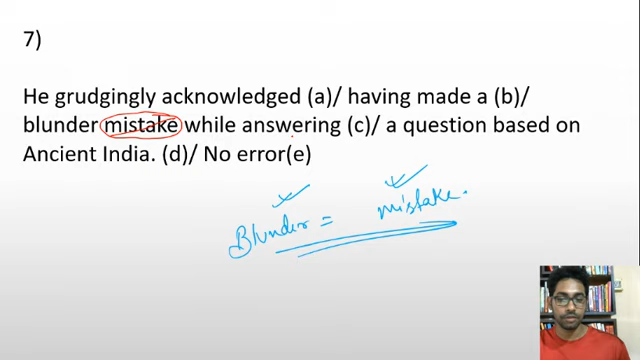 7)
He grudgingly acknowledged (a)/ having made a (b)/
blunder mistake while answering (c)/ a question based on
Ancient India. (d)/ No error(e)
Blunder = mistake.